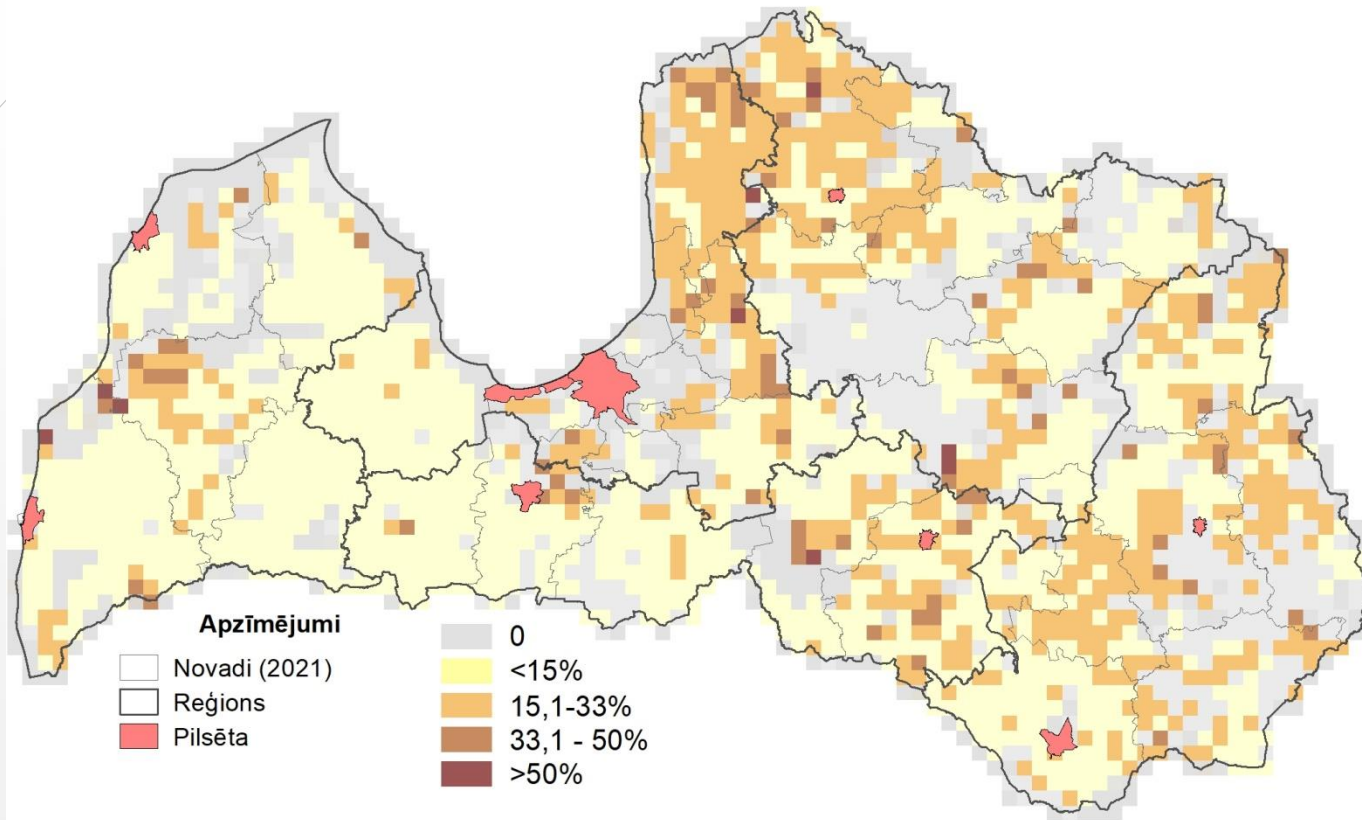 Apzīmējumi
Novadi (2021)
Reģions
Pilsēta
0
<15%
15,1-33%
33,1 - 50%
>50%